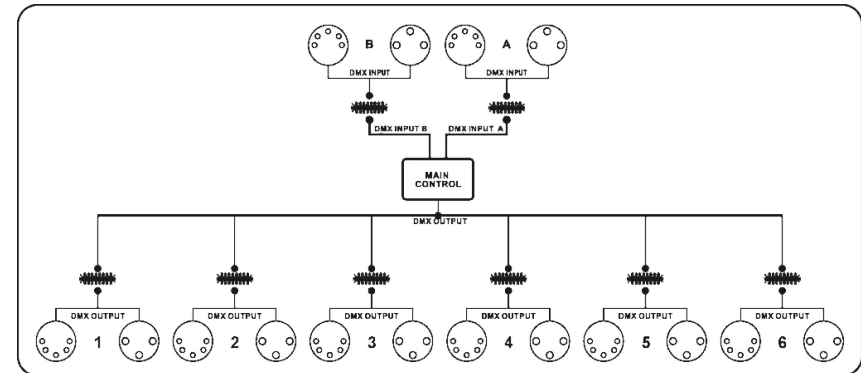 B
A
DMX INPUT
DMX INPUT
DMX INPUT B
DMX INPUT A
MAIN
CONTROL
DMX OUTPUT
DMX OUTPUT
DMX OUTPUT
DMX OUTPUT
DMX OUTPUT
DMX OUTPUT
DMX OUTPUT
1
2
3
4
5
6